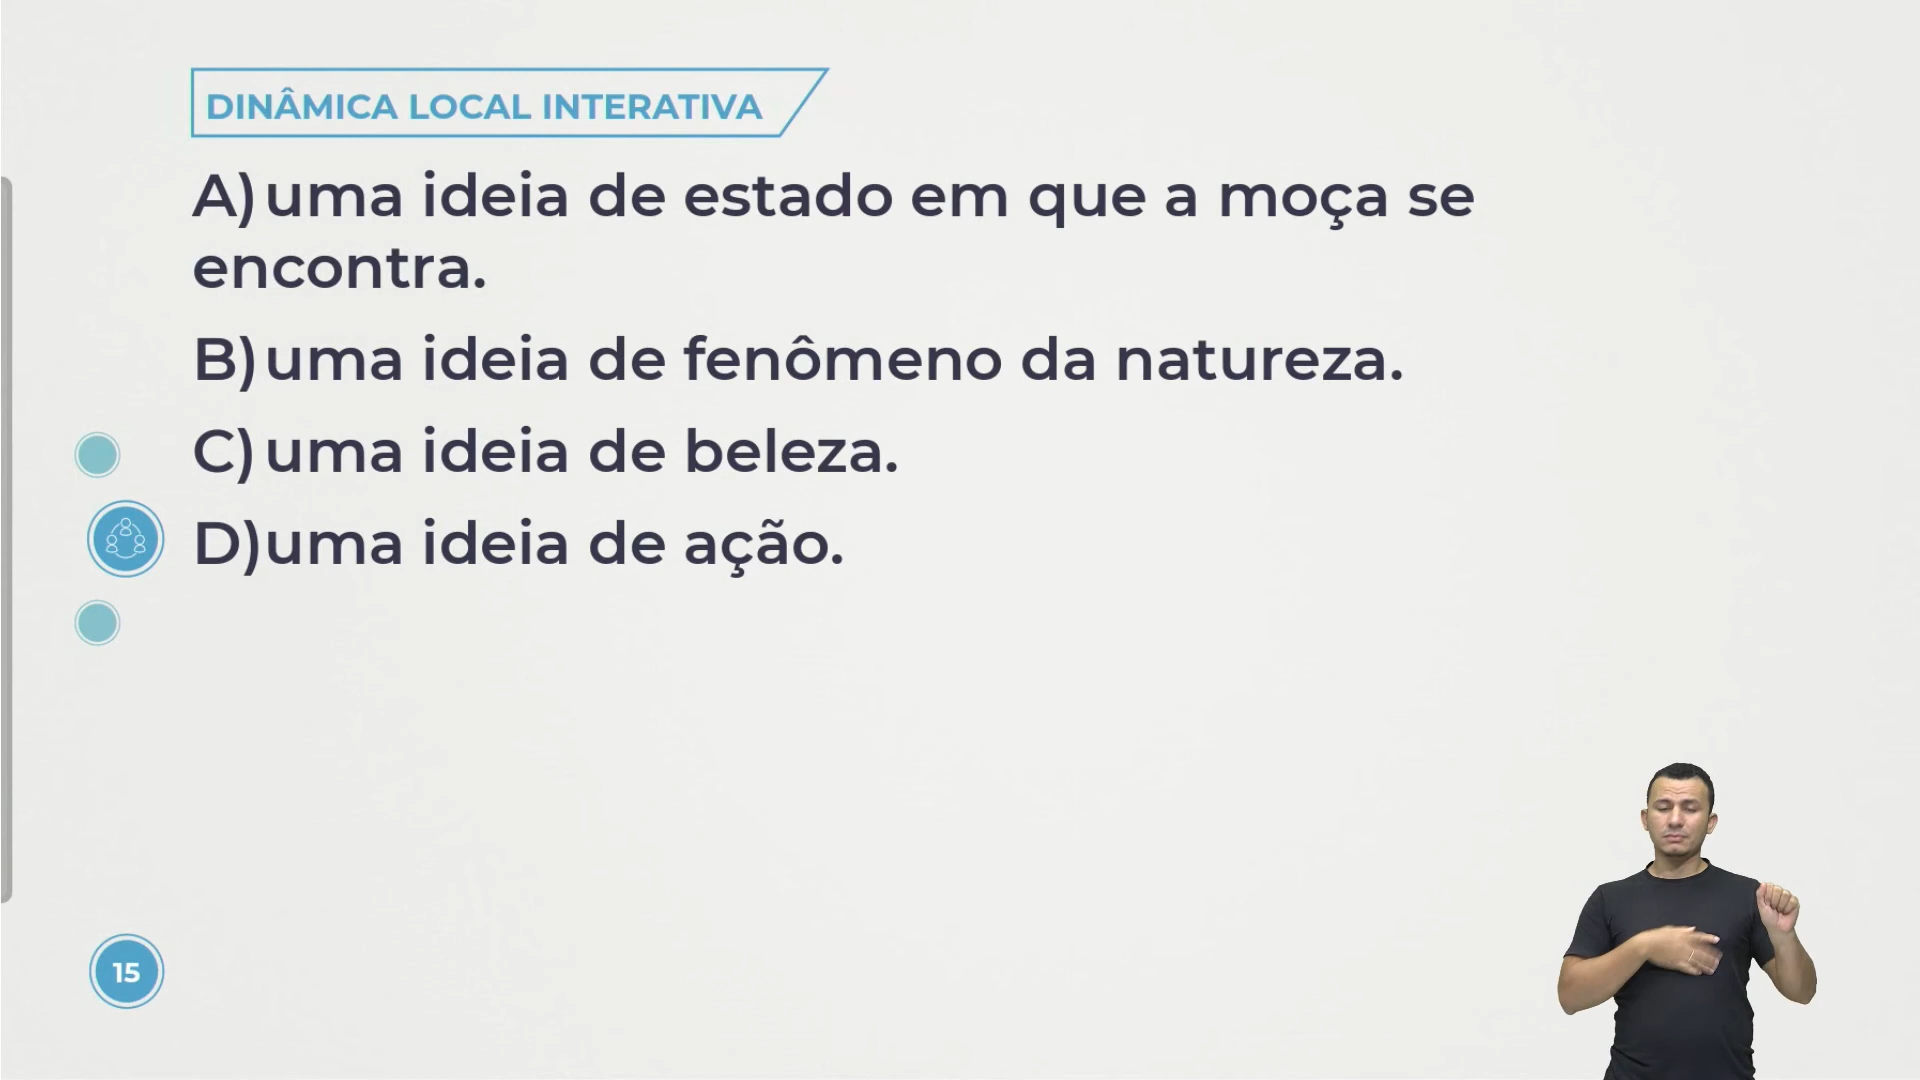 DINÂMICA LOCAL INTERATIVA
A) uma ideia de estado em que a moça se
encontra.
B) uma ideia de fenômeno da natureza.
C) uma ideia de beleza.
D)uma ideia de ação.
15